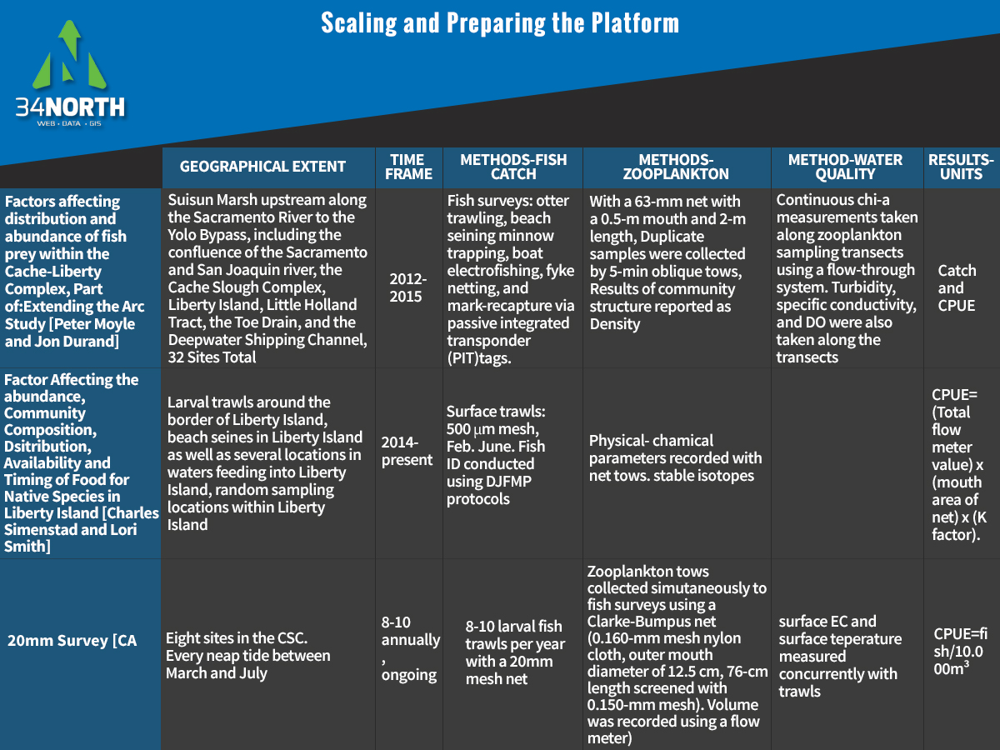 Scaling and Preparing the Platform
34NORTH
WEB • DATA • GIS
GEOGRAPHICAL EXTENT
TIME
FRAME
METHODS-FISH
CATCH
METHODS-
ZOOPLANKTON
METHOD-WATER
QUALITY
RESULTS-
UNITS
Factors affecting
distribution and
abundance of fish
prey within the
Cache-Liberty
Complex, Part
of:Extending the Arc
Study [Peter Moyle
and Jon Durand]
Suisun Marsh upstream along
the Sacramento River to the
Yolo Bypass, including the
confluence of the Sacramento
and San Joaquin river, the
Cache Slough Complex,
Liberty Island, Little Holland
Tract, the Toe Drain, and the
Deepwater Shipping Channel,
32 Sites Total
2012-
2015
Fish surveys: otter
trawling, beach
seining minnow
trapping, boat
electrofishing, fyke
netting, and
mark-recapture via
passive integrated
transponder
(PIT)tags.
With a 63-mm net with
a 0.5-m mouth and 2-m
length, Duplicate
samples were collected
by 5-min oblique tows,
Results of community
structure reported as
Density
Continuous chi-a
measurements taken
along zooplankton
sampling transects
using a flow-through
system. Turbidity,
specific conductivity,
and DO were also
taken along the
transects
Catch
and
CPUE
Factor Affecting the
abundance,
Community
Composition,
Dsitribution,
Availability and
Timing of Food for
Native Species in
Liberty Island [Charles
Simenstad and Lori
Smith]
Larval trawls around the
border of Liberty Island,
beach seines in Liberty Island
as well as several locations in
waters feeding into Liberty
Island, random sampling
locations within Liberty
Island
2014-
present
Surface trawls:
500 µm mesh,
Feb. June. Fish
ID conducted
using DJFMP
protocols
Physical- chamical
parameters recorded with
net tows. stable isotopes
CPUE=
(Total
flow
meter
value) x
(mouth
area of
net) x (K
factor).
20mm Survey [CA
Eight sites in the CSC.
Every neap tide between
March and July
8-10
annually
,
ongoing
8-10 larval fish
trawls per year
with a 20mm
mesh net
Zooplankton tows
collected simutaneously to
fish surveys using a
Clarke-Bumpus net
(0.160-mm mesh nylon
cloth, outer mouth
diameter of 12.5 cm, 76-cm
length screened with
0.150-mm mesh). Volume
was recorded using a flow
meter)
surface EC and
surface teperature
measured
concurrently with
trawls
CPUE=fi
sh/10.0
00m³